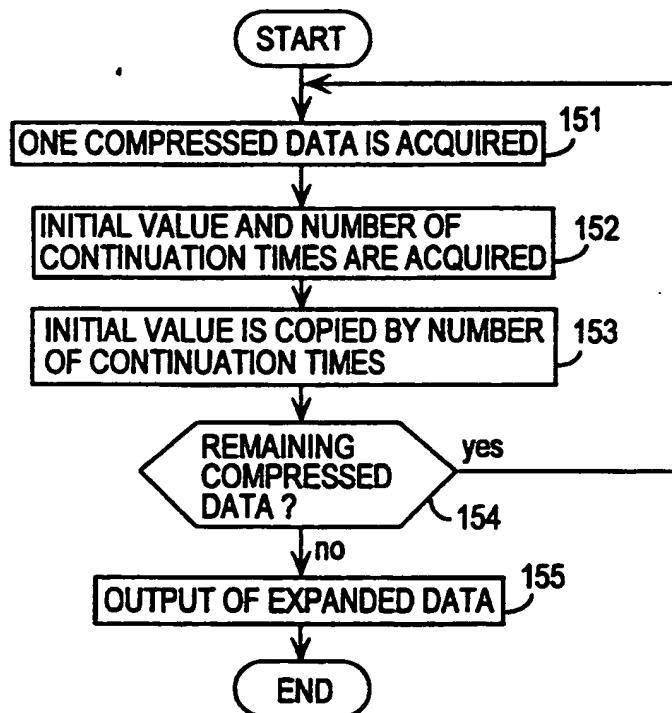 START
ONE COMPRESSED DATA IS ACQUIRED
151
INITIAL VALUE AND NUMBER OF
CONTINUATION TIMES ARE ACQUIRED
152
INITIAL VALUE IS COPIED BY NUMBER
OF CONTINUATION TIMES
153
REMAINING
COMPRESSED
DATA ?
yes
154
no
OUTPUT OF EXPANDED DATA
155
END